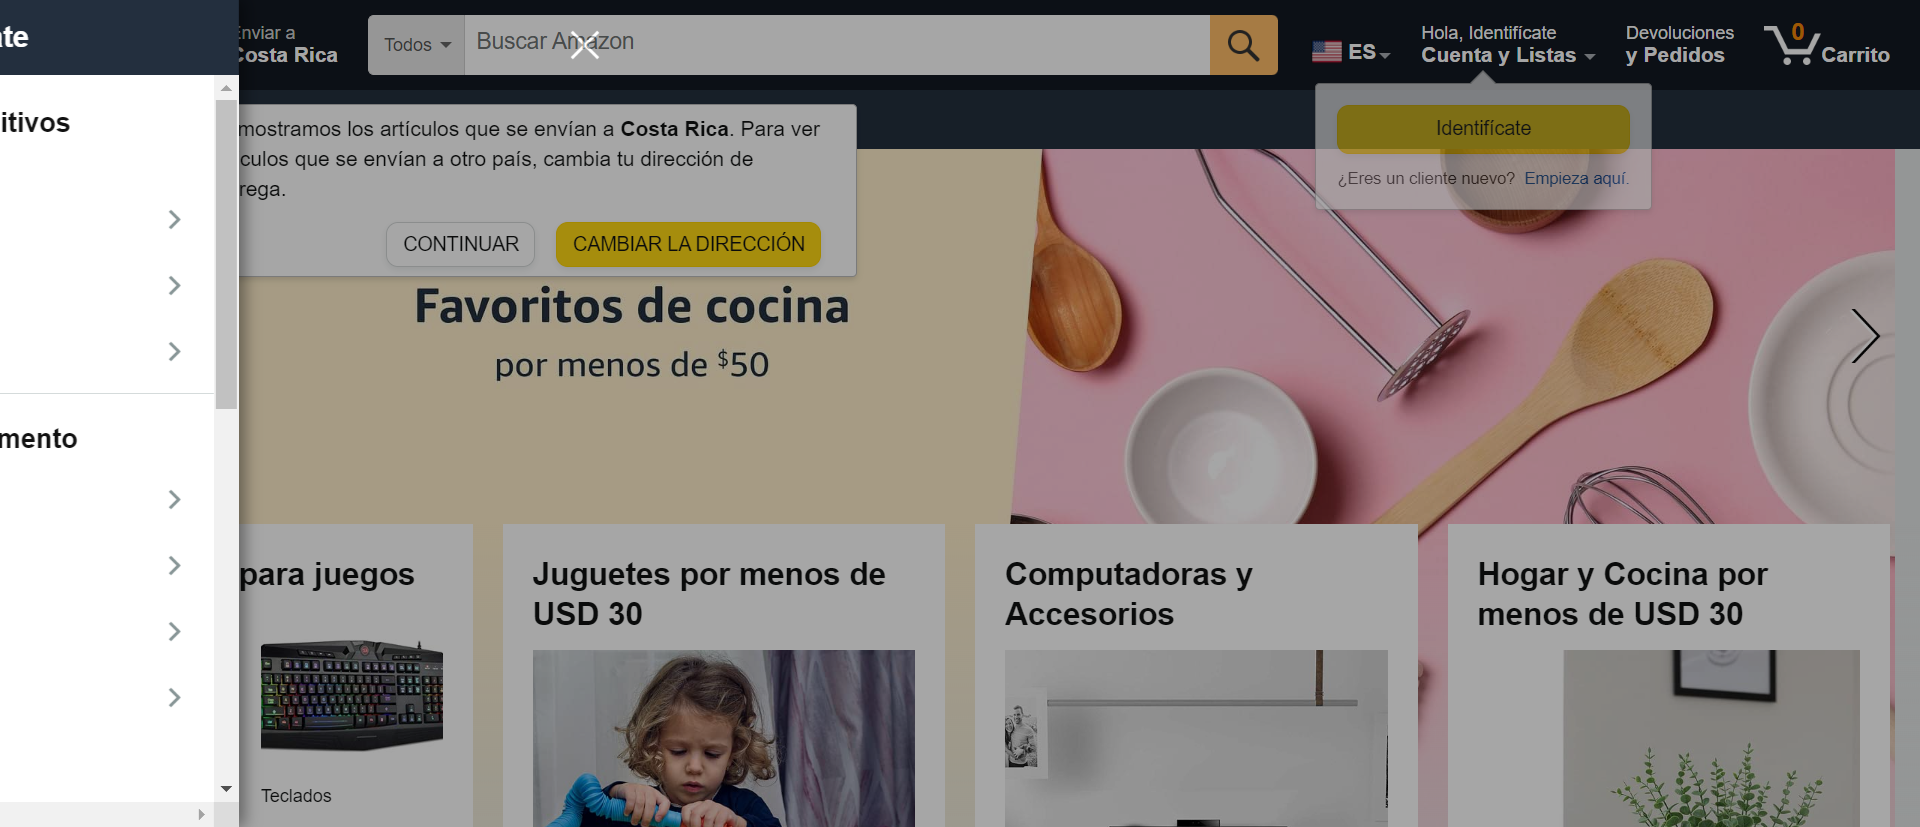 Enviar a
Costa Rica
Todos
Buscar Amazon
ES
Hola, Identifícate
Cuenta y Listas
Devoluciones
y Pedidos
0
Carrito
Identifícate
¿Eres un cliente nuevo? Empieza aquí.
ate
itivos
mento
mostramos los artículos que se envían a Costa Rica. Para ver
culos que se envían a otro país, cambia tu dirección de
rega.
CONTINUAR
CAMBIAR LA DIRECCIÓN
Favoritos de cocina
por menos de $50
para juegos
Teclados
Juguetes por menos de
USD 30
Computadoras y
Accesorios
Hogar y Cocina por
menos de USD 30